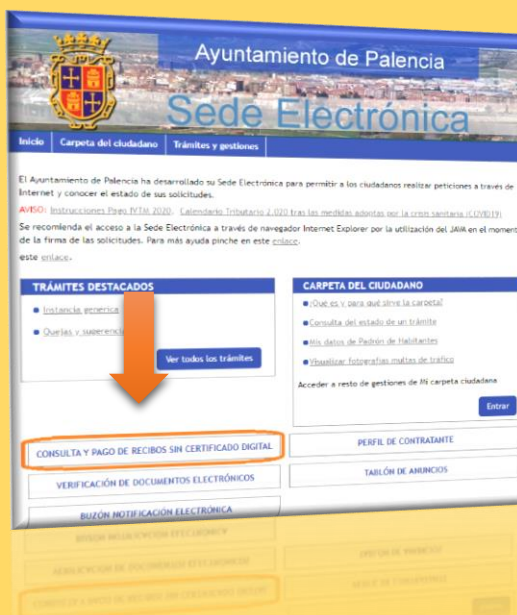 Ayuntamiento de Palencia
Sede Electrónica
Inicio Carpeta del ciudadano Trámites y gestiones
El Ayuntamiento de Palencia ha desarrollado su Sede Electrónica para permitir a los ciudadanos realizar peticiones a través de
Internet y conocer el estado de sus solicitudes.
AVISO: Instrucciones Pago IVTM 2020. Calendario Tributario 2.020 tras las medidas adoptas por la crisis sanitaria (COVID19)
Se recomienda el acceso a la Sede Electrónica a través de navegador Internet Explorer por la utilización del JAVA en el moment
de la firma de las solicitudes. Para más ayuda pinche en este enlace.
este enlace.
TRÁMITES DESTACADOS
Instancia generica
Quejas y
Ver todos los trámites
CARPETA DEL CIUDADANO
¿Que es y para qué sirve la carpeta?
Consulta del estado de un trámite
Mis datos de Padrón de Habitantes
Visualizar fotografías multas de tráfico
Acceder a resto de gestiones de Mi carpeta ciudadana
Entrar
CONSULTA Y PAGO DE RECIBOS SIN CERTIFICADO DIGITAL
PERFIL DE CONTRATANTE
VERIFICACIÓN DE DOCUMENTOS ELECTRÓNICOS
TABLÓN DE ANUNCIOS
BUZÓN NOTIFICACIÓN ELECTRÓNICA